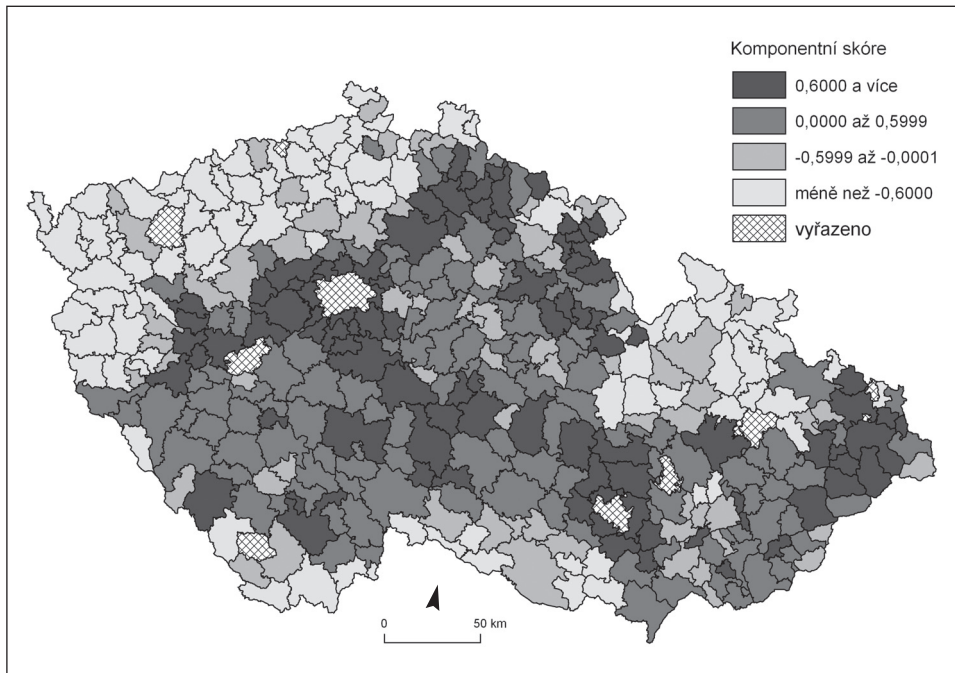 Komponentní skóre
0,6000 a více
0,0000 až 0,5999
-0,5999 až -0,0001
méně než -0,6000
vyřazeno
0 50 km